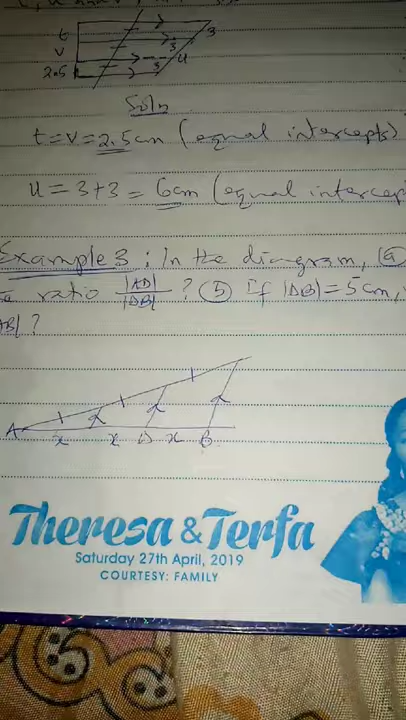 t
3
v
3
u
2.5
3
Soln
t=v=2.5cm (equal intercepts)
u = 3+3 = 6cm (equal intercep
Example 3: In the diagram, (a)
ratio |AD|/|DB| ? (b) If |DB|=5cm,
AB| ?
A x x D x B
Theresa & Terfa
Saturday 27th April, 2019
COURTESY: FAMILY